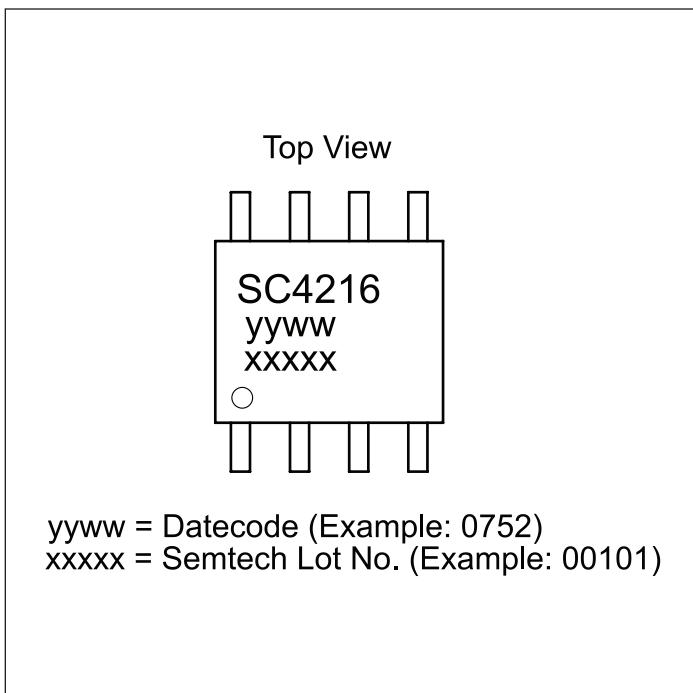 Top View
SC4216
yyww
xxxxx
yyww = Datecode (Example: 0752)
xxxxx = Semtech Lot No. (Example: 00101)